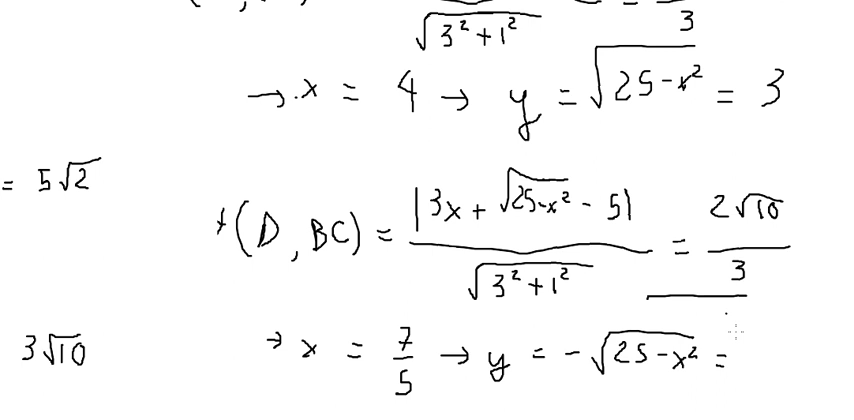 √(3² + 1²) 3
→ x = 4 → y = √(25 - x²) = 3
= 5√2
+(D, BC) = |3x + √(25-x²) - 5| / √(3² + 1²) = 2√10 / 3
3√10 → x = 7/5 → y = -√(25 - x²) =